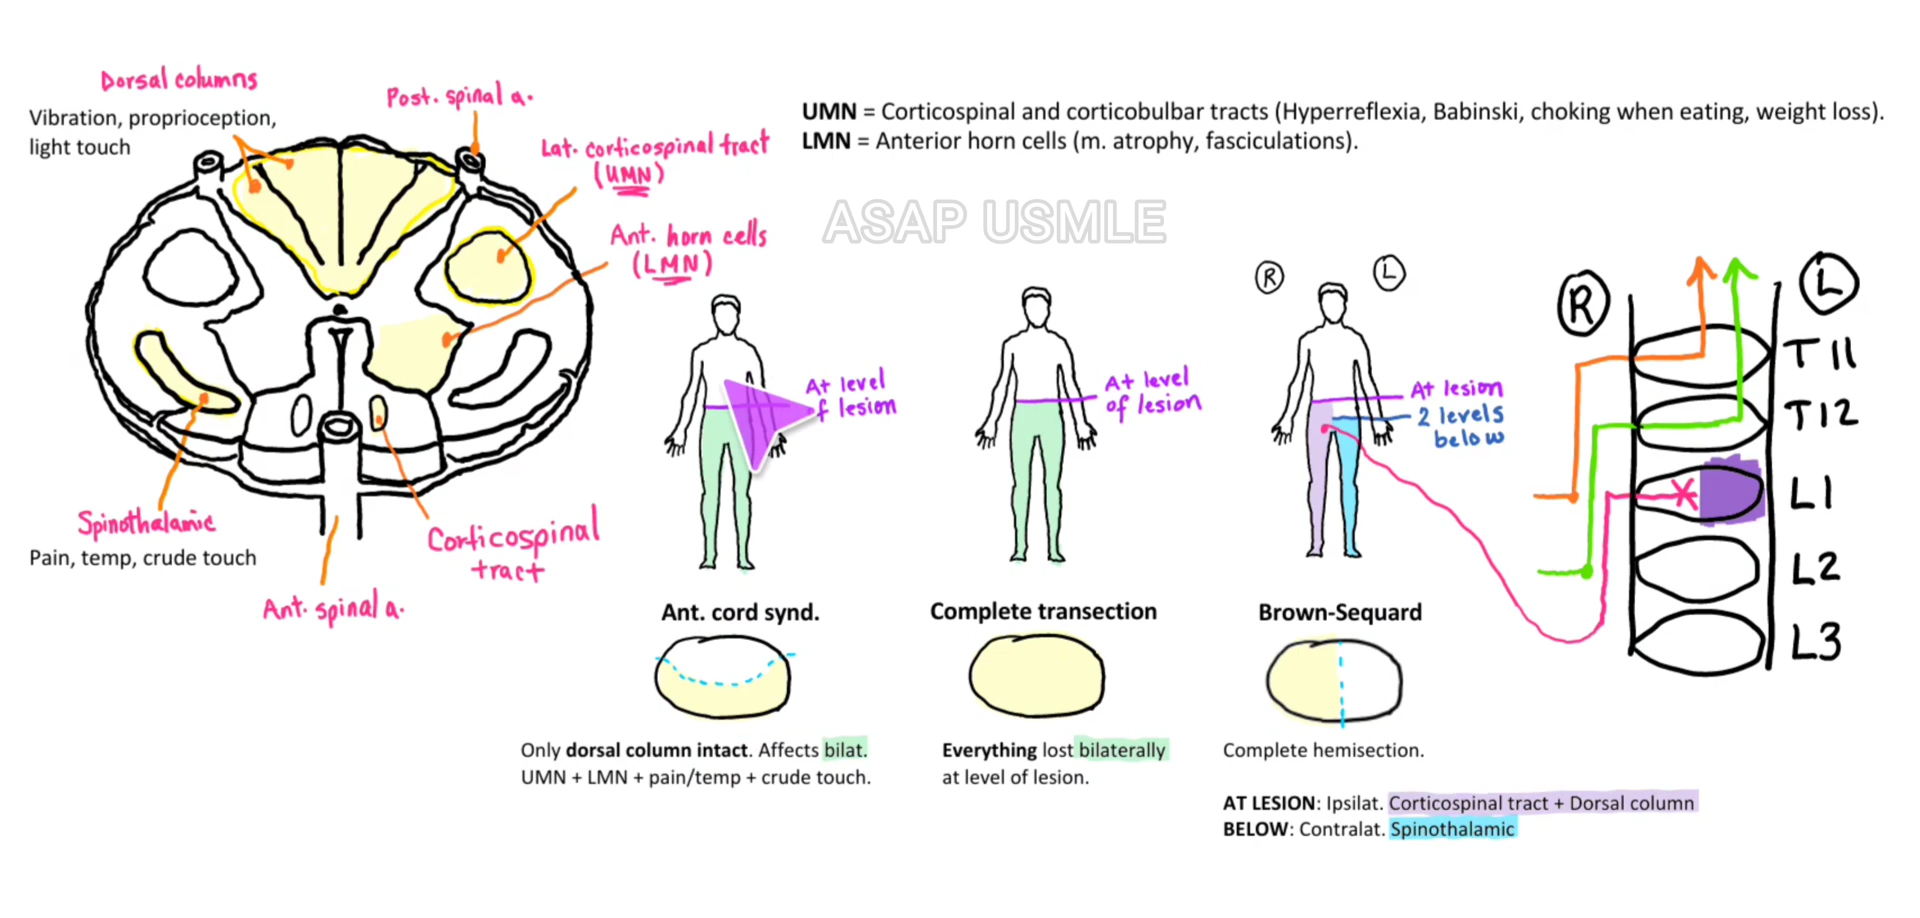 Dorsal columns
Vibration, proprioception,
light touch
Post. spinal a.
Lat. corticospinal tract
(UMN)
Ant. horn cells
(LMN)
Spinothalamic
Pain, temp, crude touch
Corticospinal
tract
Ant. spinal a.
UMN = Corticospinal and corticobulbar tracts (Hyperreflexia, Babinski, choking when eating, weight loss).
LMN = Anterior horn cells (m. atrophy, fasciculations).
ASAP USMLE
At level
f lesion
Ant. cord synd.
Only dorsal column intact. Affects bilat.
UMN + LMN + pain/temp + crude touch.
At level
of lesion
Complete transection
Everything lost bilaterally
at level of lesion.
R
L
At lesion
2 levels
below
Brown-Sequard
Complete hemisection.
AT LESION: Ipsilat. Corticospinal tract + Dorsal column
BELOW: Contralat. Spinothalamic
R
L
T11
T12
L1
L2
L3